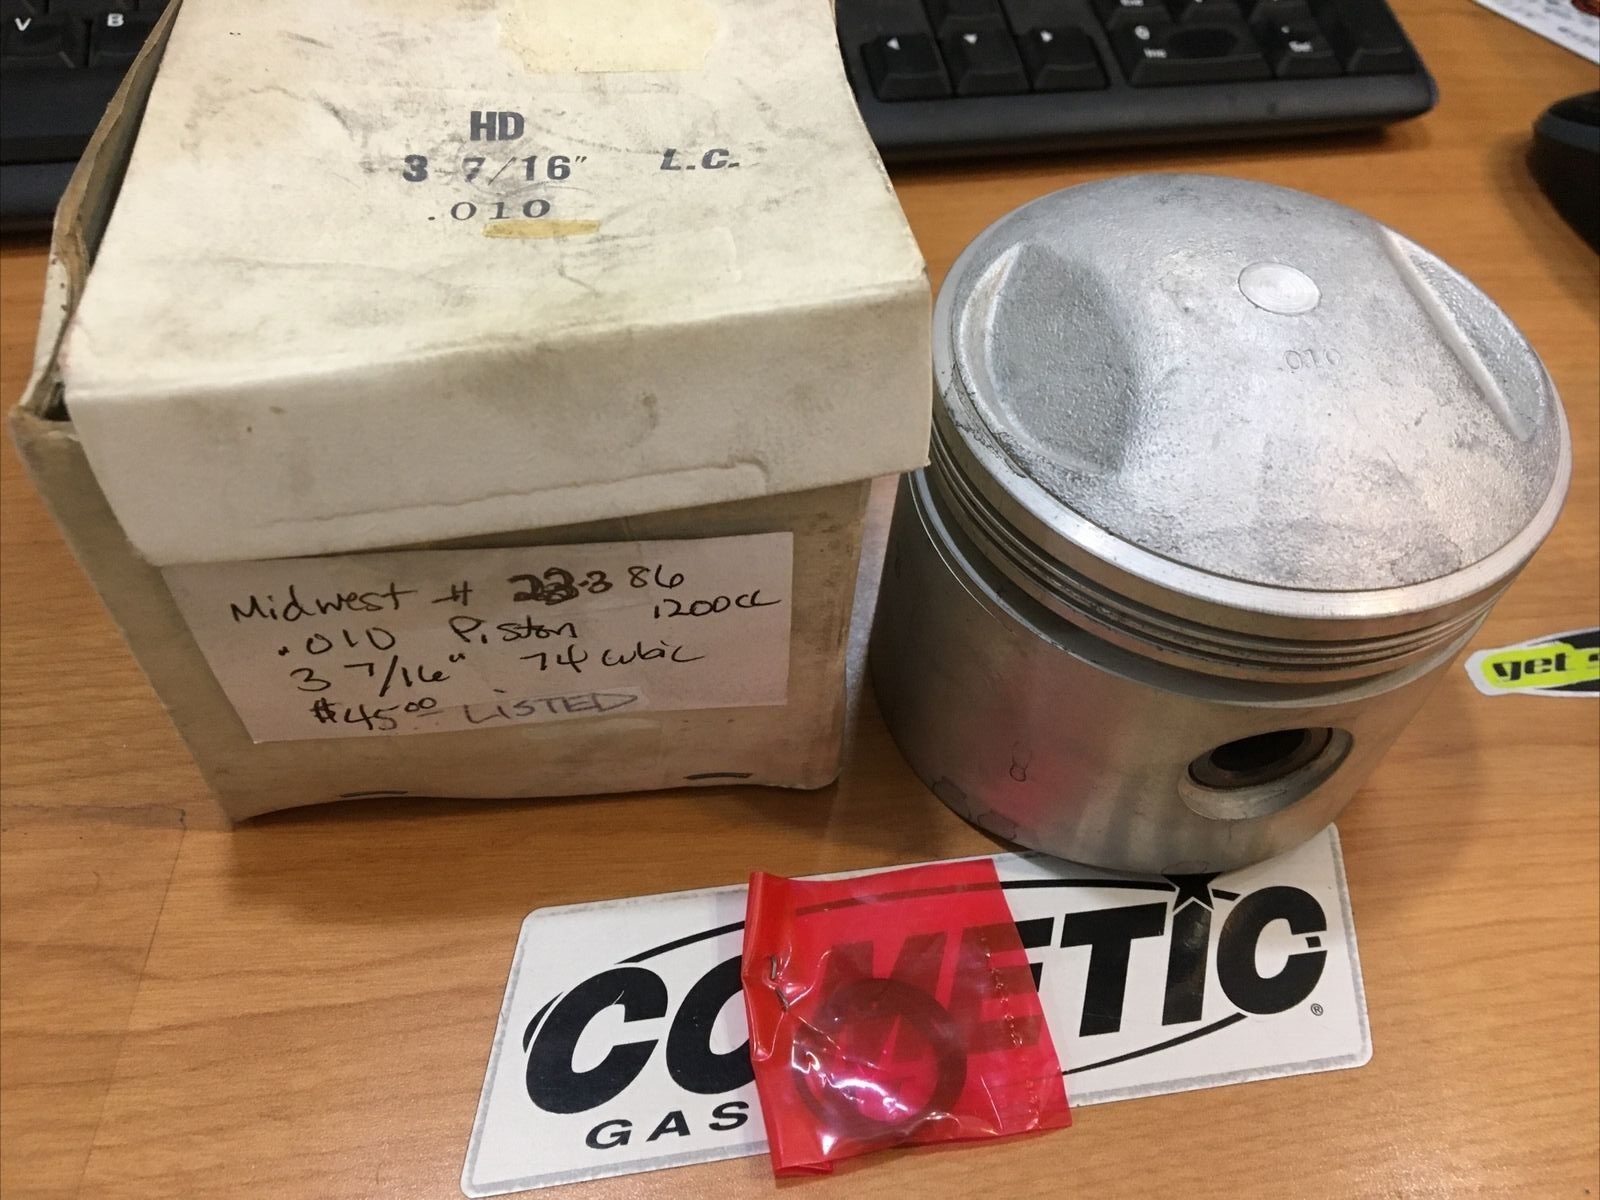 V B
HD
3 7/16" L.C.
.010
.010
Midwest # 386
.010 Piston 1200cc
3 7/16" 74 cubic
$45.00 LISTED
get
COMETIC
®
GAS